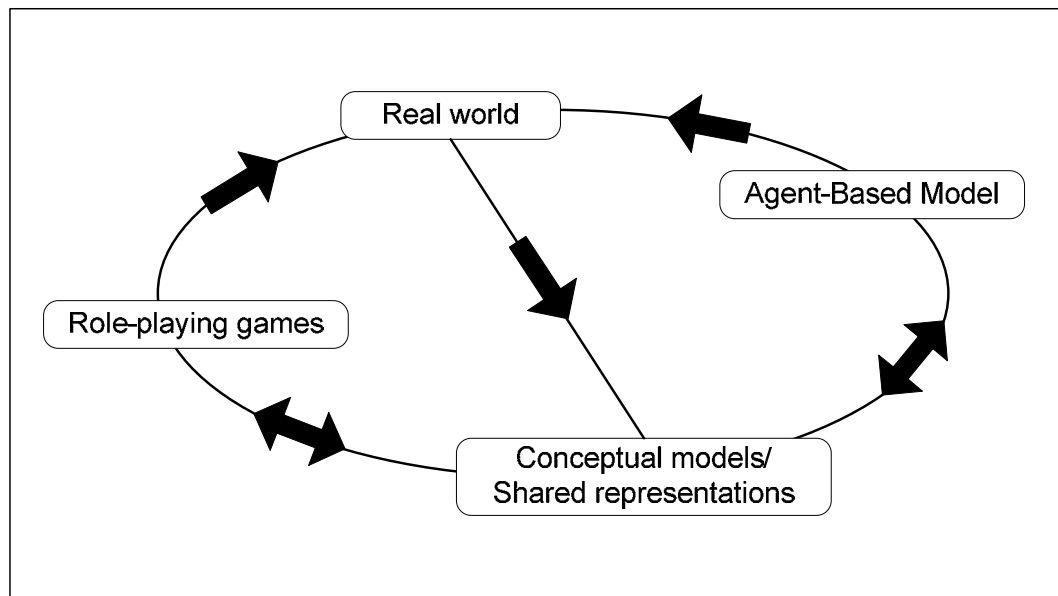 Real world
Agent-Based Model
Role-playing games
Conceptual models/
Shared representations